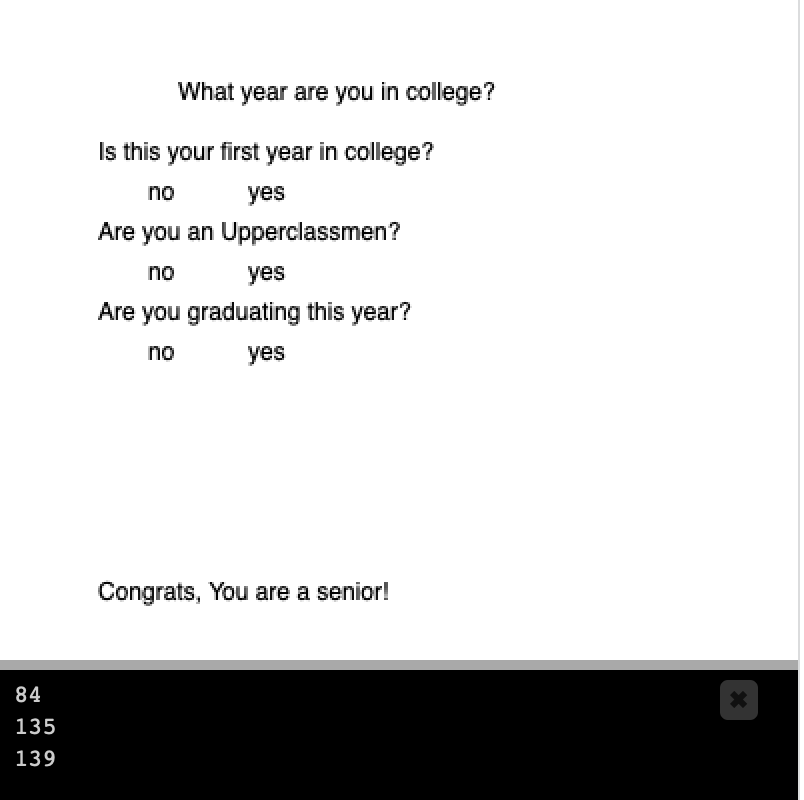 What year are you in college?
Is this your first year in college?
no yes
Are you an Upperclassmen?
no yes
Are you graduating this year?
no yes
Congrats, You are a senior!
84
135
139